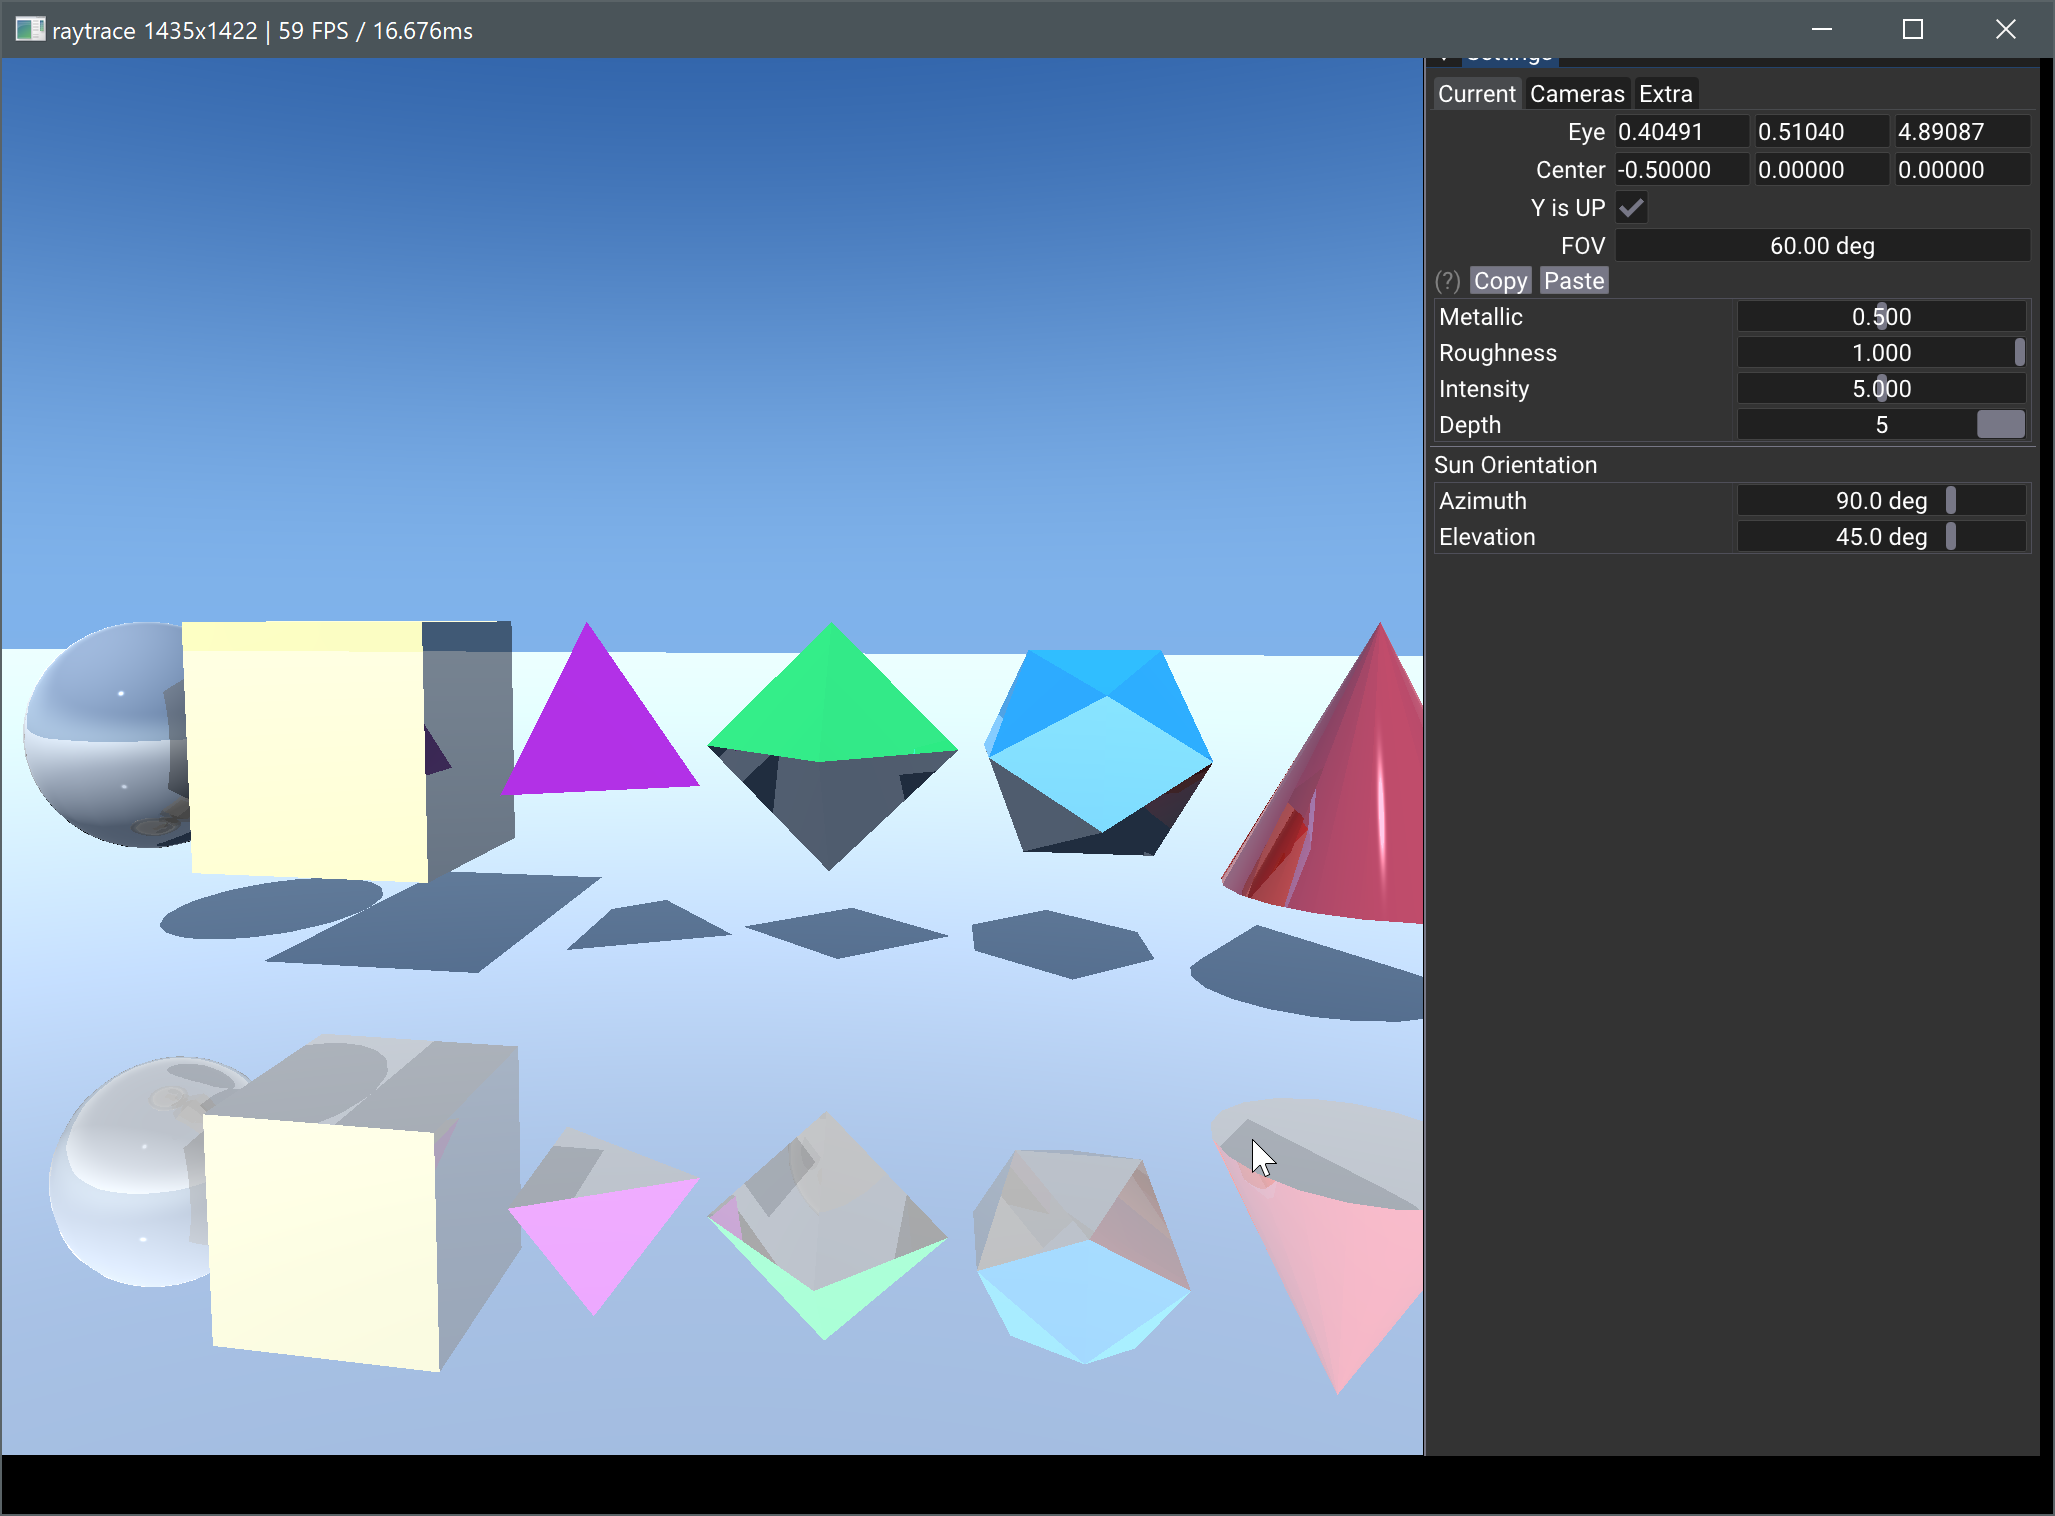 raytrace 1435x1422 | 59 FPS / 16.676ms
Settings
Current Cameras Extra
Eye 0.40491 0.51040 4.89087
Center -0.50000 0.00000 0.00000
Y is UP
FOV 60.00 deg
(?) Copy Paste
Metallic 0.500
Roughness 1.000
Intensity 5.000
Depth 5
Sun Orientation
Azimuth 90.0 deg
Elevation 45.0 deg